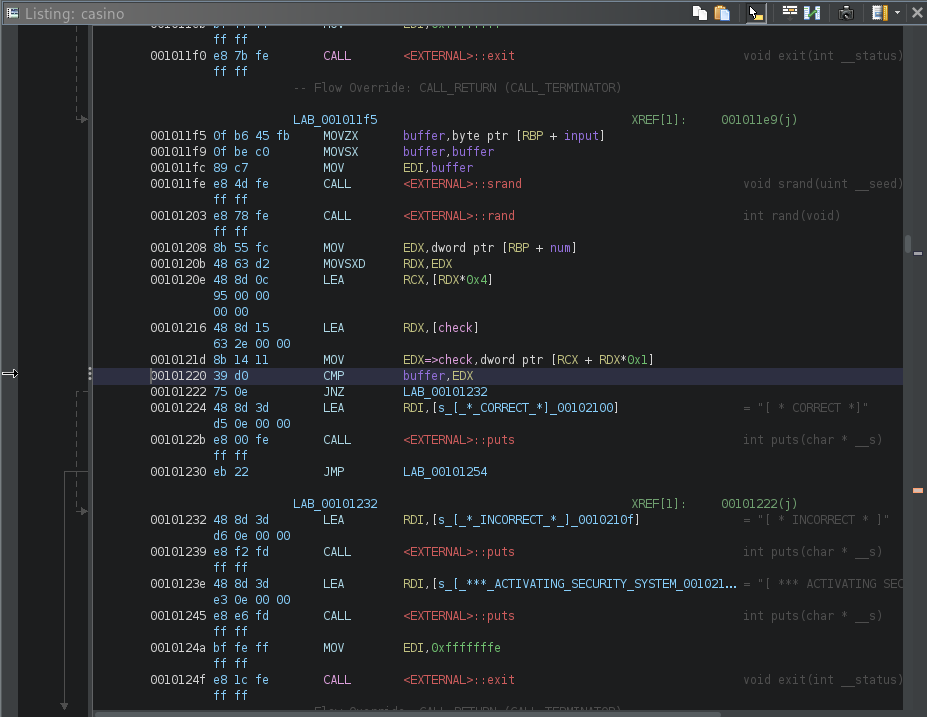 Listing: casino
ff ff
001011f0 e8 7b fe CALL <EXTERNAL>::exit void exit(int __status)
ff ff
-- Flow Override: CALL_RETURN (CALL_TERMINATOR)
LAB_001011f5 XREF[1]: 001011e9(j)
001011f5 0f b6 45 fb MOVZX buffer,byte ptr [RBP + input]
001011f9 0f be c0 MOVSX buffer,buffer
001011fc 89 c7 MOV EDI,buffer
001011fe e8 4d fe CALL <EXTERNAL>::srand void srand(uint __seed)
ff ff
00101203 e8 78 fe CALL <EXTERNAL>::rand int rand(void)
ff ff
00101208 8b 55 fc MOV EDX,dword ptr [RBP + num]
0010120b 48 63 d2 MOVSXD RDX,EDX
0010120e 48 8d 0c LEA RCX,[RDX*0x4]
95 00 00
00 00
00101216 48 8d 15 LEA RDX,[check]
63 2e 00 00
0010121d 8b 14 11 MOV EDX=>check,dword ptr [RCX + RDX*0x1]
00101220 39 d0 CMP buffer,EDX
00101222 75 0e JNZ LAB_00101232
00101224 48 8d 3d LEA RDI,[s_[_*_CORRECT_*]_00102100] = "[ * CORRECT *]"
d5 0e 00 00
0010122b e8 00 fe CALL <EXTERNAL>::puts int puts(char * __s)
ff ff
00101230 eb 22 JMP LAB_00101254
LAB_00101232 XREF[1]: 00101222(j)
00101232 48 8d 3d LEA RDI,[s_[_*_INCORRECT_*_]_0010210f] = "[ * INCORRECT * ]"
d6 0e 00 00
00101239 e8 f2 fd CALL <EXTERNAL>::puts int puts(char * __s)
ff ff
0010123e 48 8d 3d LEA RDI,[s_[_***_ACTIVATING_SECURITY_SYSTEM_001021... = "[ *** ACTIVATING SEC
e3 0e 00 00
00101245 e8 e6 fd CALL <EXTERNAL>::puts int puts(char * __s)
ff ff
0010124a bf fe ff MOV EDI,0xfffffffe
ff ff
0010124f e8 1c fe CALL <EXTERNAL>::exit void exit(int __status)
ff ff